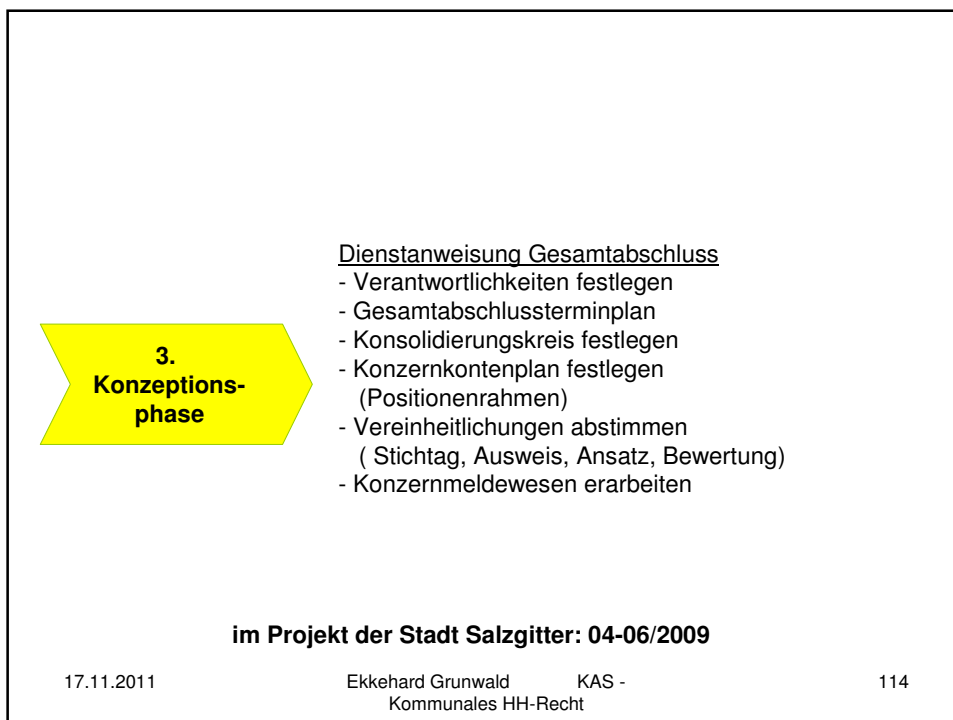 Dienstanweisung Gesamtabschluss
- Verantwortlichkeiten festlegen
- Gesamtabschlussterminplan
- Konsolidierungskreis festlegen
- Konzernkontenplan festlegen
(Positionenrahmen)
- Vereinheitlichungen abstimmen
( Stichtag, Ausweis, Ansatz, Bewertung)
- Konzernmeldewesen erarbeiten
3.
Konzeptions-
phase
im Projekt der Stadt Salzgitter: 04-06/2009
17.11.2011 Ekkehard Grunwald KAS - 114
Kommunales HH-Recht